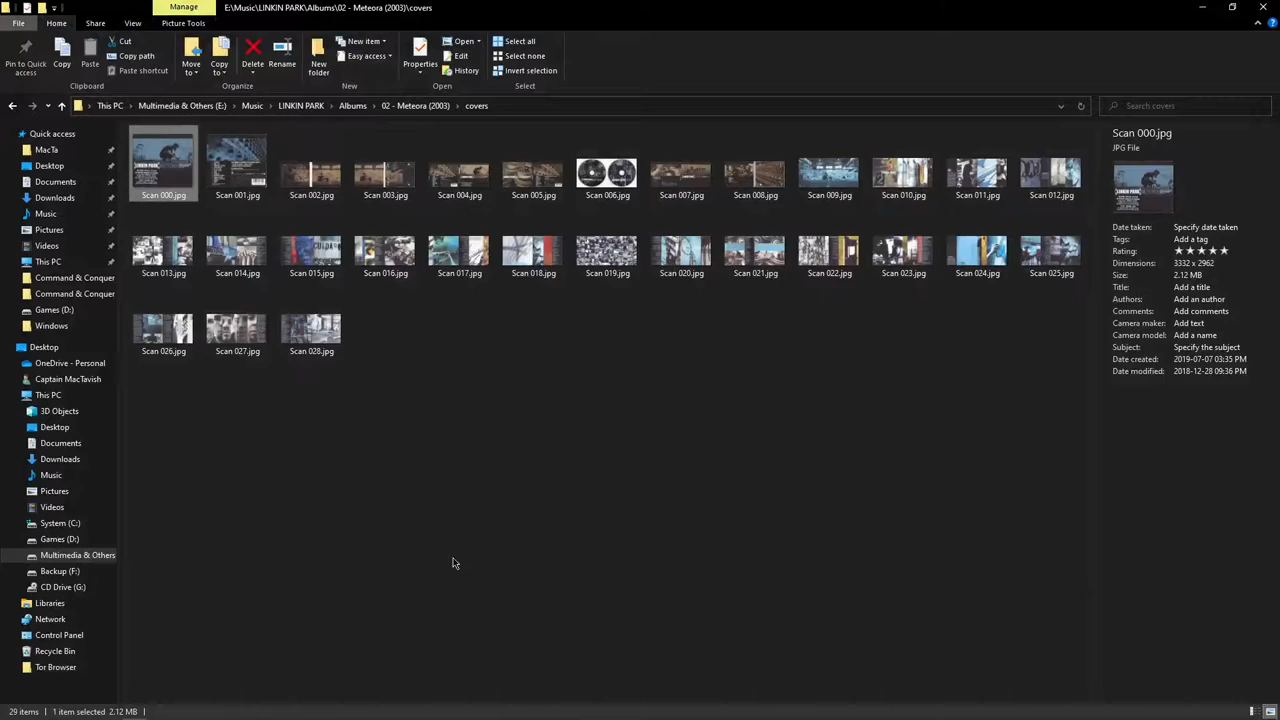 Manage
E:\Music\LINKIN PARK\Albums\02 - Meteora (2003)\covers
File
Home
Share
View
Picture Tools
Pin to Quick access
Copy
Paste
Cut
Copy path
Paste shortcut
Clipboard
Move to
Copy to
Delete
Rename
Organize
New folder
New item
Easy access
New
Properties
Open
Edit
History
Open
Select all
Select none
Invert selection
Select
This PC
Multimedia & Others (E:)
Music
LINKIN PARK
Albums
02 - Meteora (2003)
covers
Search covers
Quick access
MacTa
Desktop
Documents
Downloads
Music
Pictures
Videos
This PC
Command & Conquer
Command & Conquer
Games (D:)
Windows
Desktop
OneDrive - Personal
Captain MacTavish
This PC
3D Objects
Desktop
Documents
Downloads
Music
Pictures
Videos
System (C:)
Games (D:)
Multimedia & Others
Backup (F:)
CD Drive (G:)
Libraries
Network
Control Panel
Recycle Bin
Tor Browser
LINKIN PARK
Scan 000.jpg
Scan 001.jpg
Scan 002.jpg
Scan 003.jpg
Scan 004.jpg
Scan 005.jpg
Scan 006.jpg
Scan 007.jpg
Scan 008.jpg
Scan 009.jpg
Scan 010.jpg
Scan 011.jpg
Scan 012.jpg
Scan 013.jpg
Scan 014.jpg
Scan 015.jpg
Scan 016.jpg
Scan 017.jpg
Scan 018.jpg
Scan 019.jpg
Scan 020.jpg
Scan 021.jpg
Scan 022.jpg
Scan 023.jpg
Scan 024.jpg
Scan 025.jpg
Scan 026.jpg
Scan 027.jpg
Scan 028.jpg
Scan 000.jpg
JPG File
LINKIN PARK
Date taken: Specify date taken
Tags: Add a tag
Rating:
Dimensions: 3332 x 2962
Size: 2.12 MB
Title: Add a title
Authors: Add an author
Comments: Add comments
Camera maker: Add text
Camera model: Add a name
Subject: Specify the subject
Date created: 2019-07-07 03:35 PM
Date modified: 2018-12-28 09:36 PM
29 items
1 item selected 2.12 MB